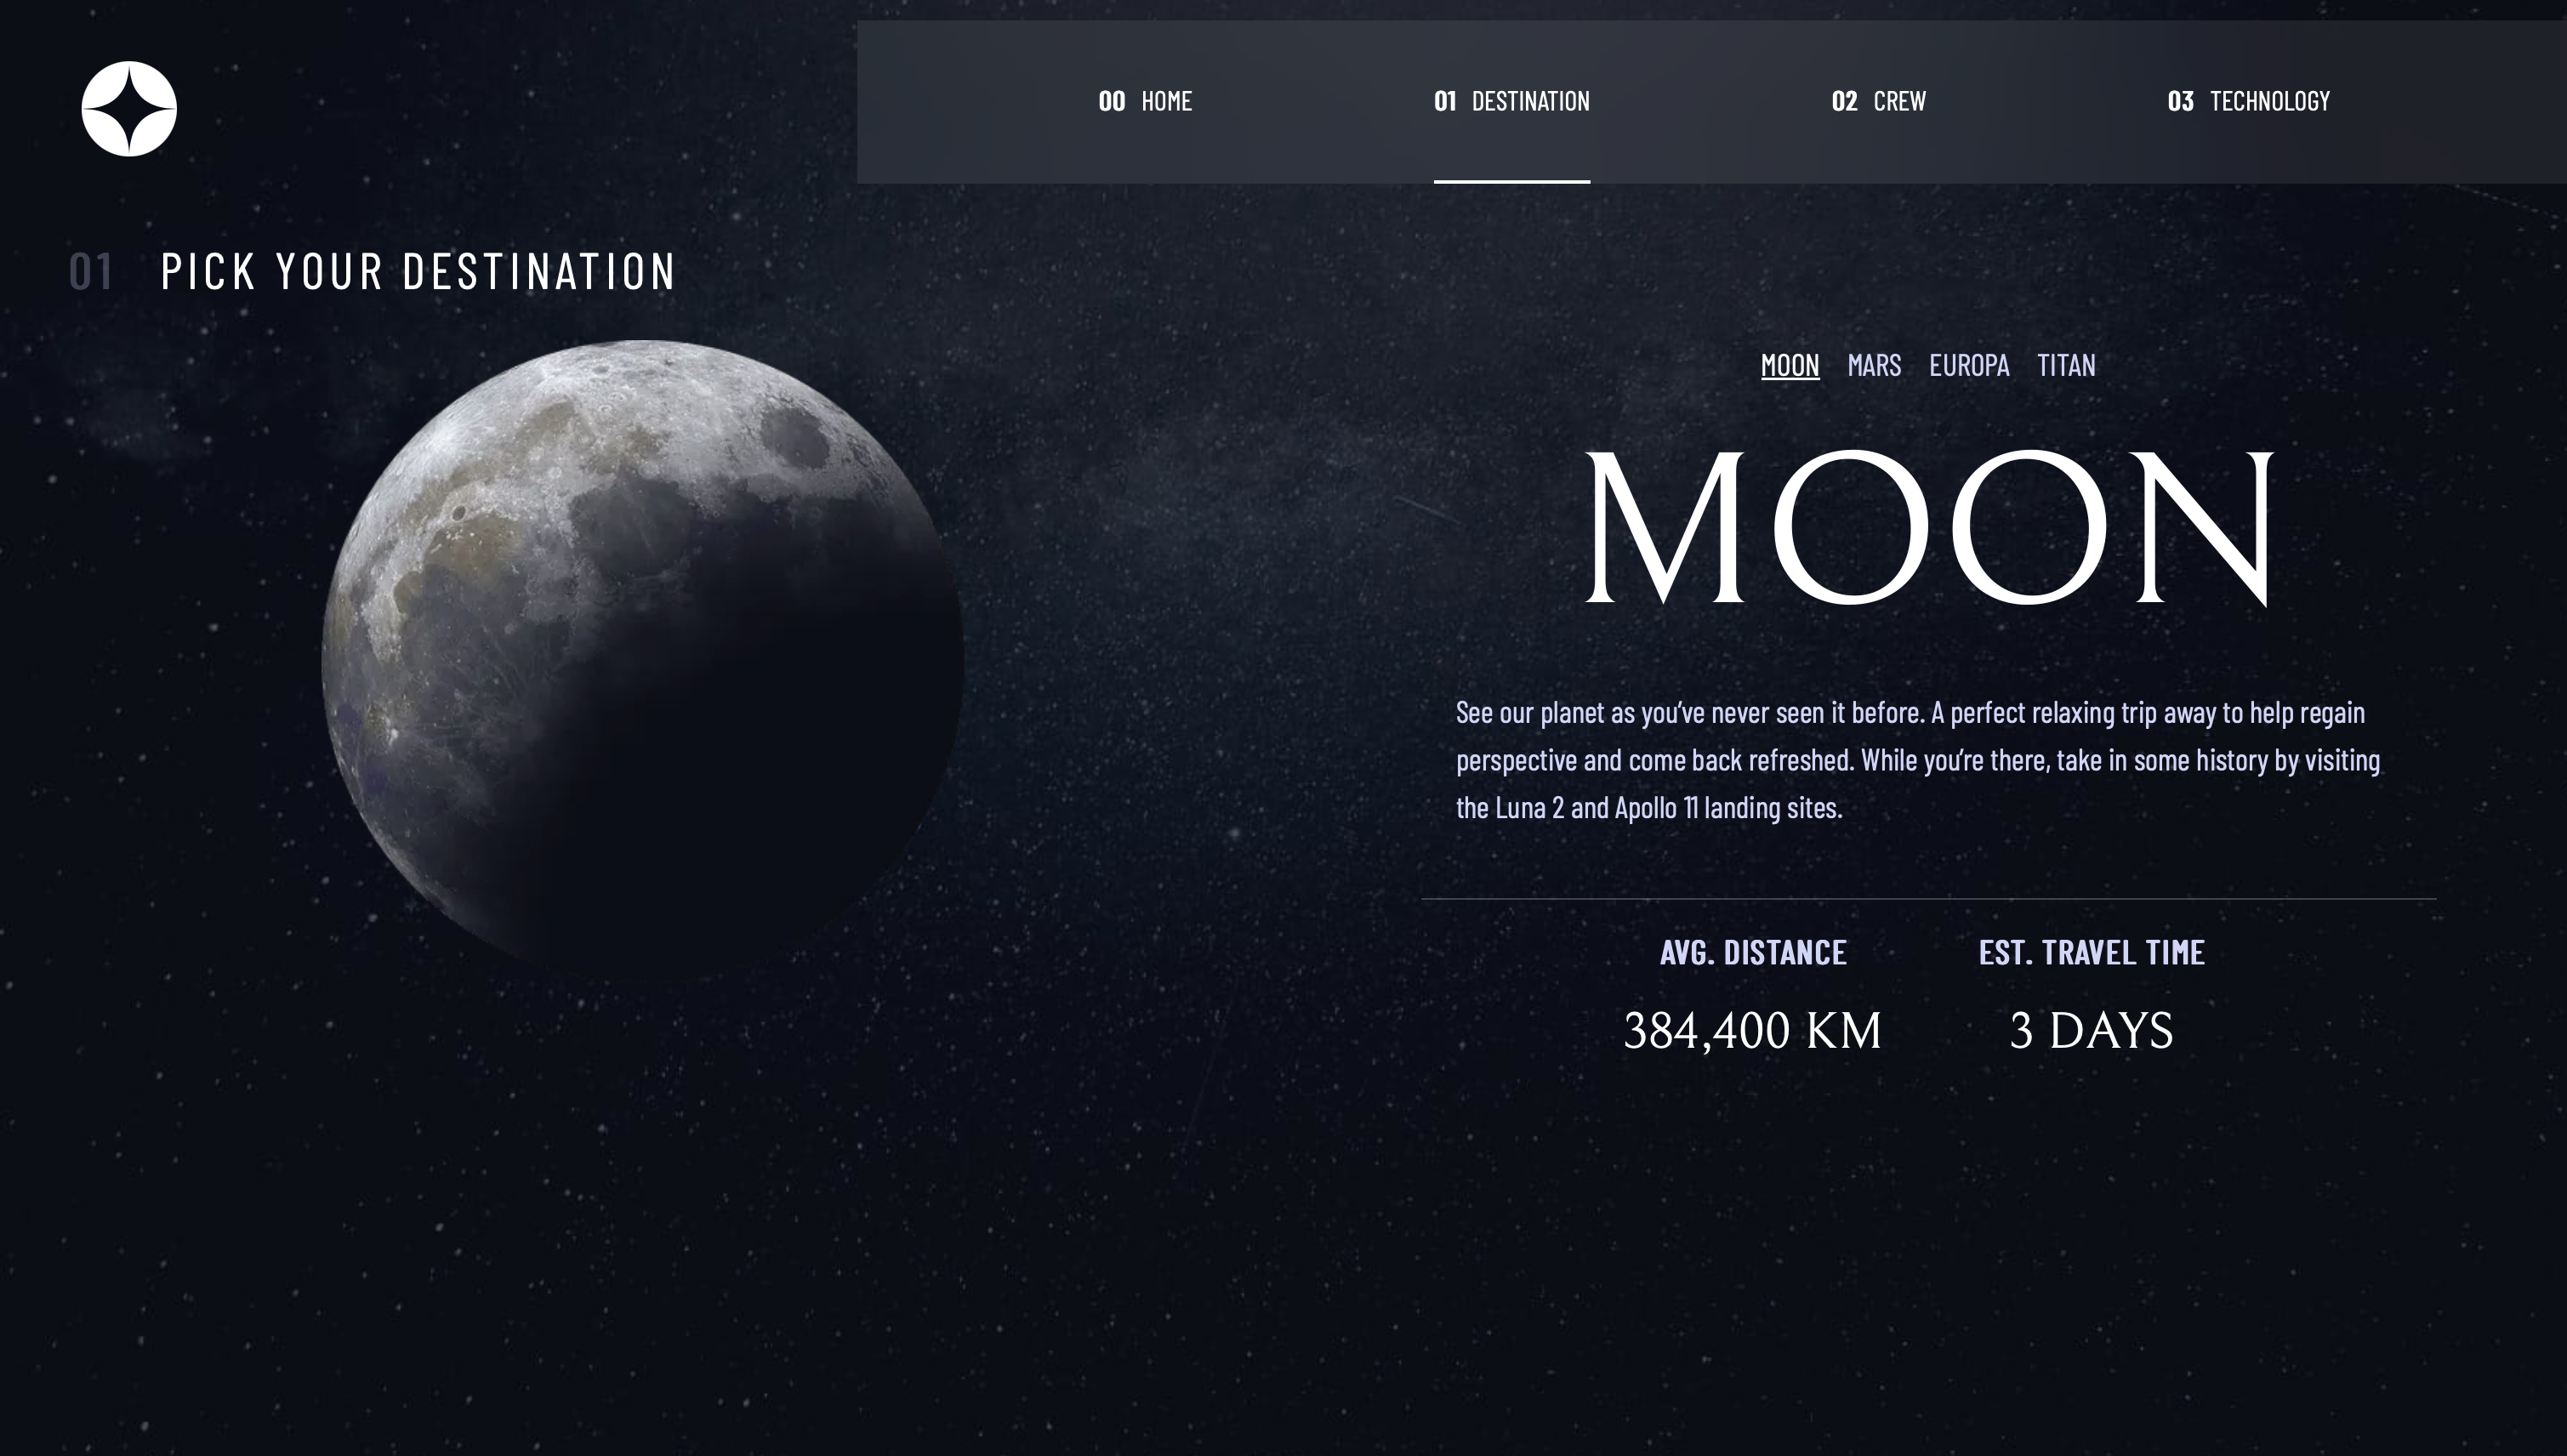 00 HOME
01 DESTINATION
02 CREW
03 TECHNOLOGY
01 PICK YOUR DESTINATION
MOON MARS EUROPA TITAN
MOON
See our planet as you’ve never seen it before. A perfect relaxing trip away to help regain
perspective and come back refreshed. While you’re there, take in some history by visiting
the Luna 2 and Apollo 11 landing sites.
AVG. DISTANCE
384,400 KM
EST. TRAVEL TIME
3 DAYS